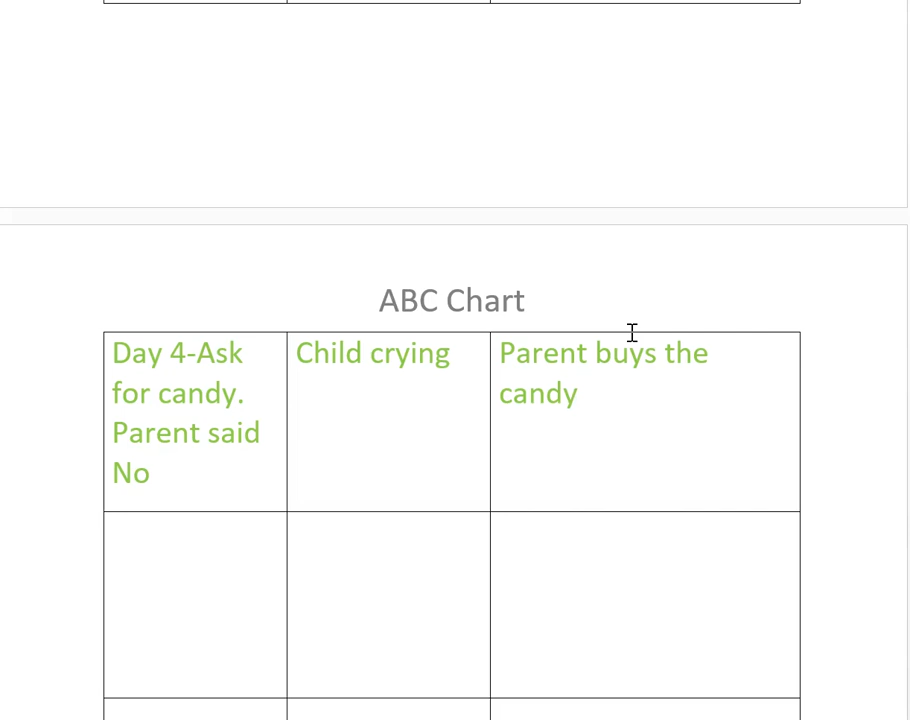 ABC Chart
Day 4-Ask
for candy.
Parent said
No
Child crying
Parent buys the
candy